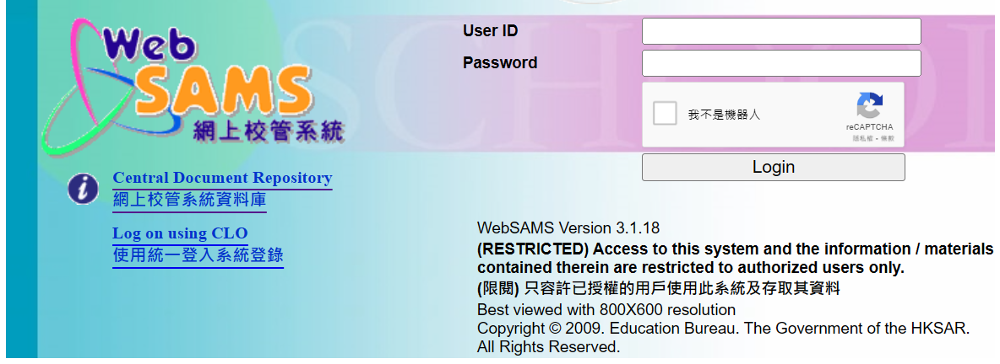 Web
SAMS
網上校管系統
User ID
Password
我不是機器人
reCAPTCHA
隱私權 - 條款
Login
Central Document Repository
網上校管系統資料庫
Log on using CLO
使用統一登入系統登錄
WebSAMS Version 3.1.18
(RESTRICTED) Access to this system and the information / materials
contained therein are restricted to authorized users only.
(限閱) 只容許已授權的用戶使用此系統及存取其資料
Best viewed with 800X600 resolution
Copyright © 2009. Education Bureau. The Government of the HKSAR.
All Rights Reserved.